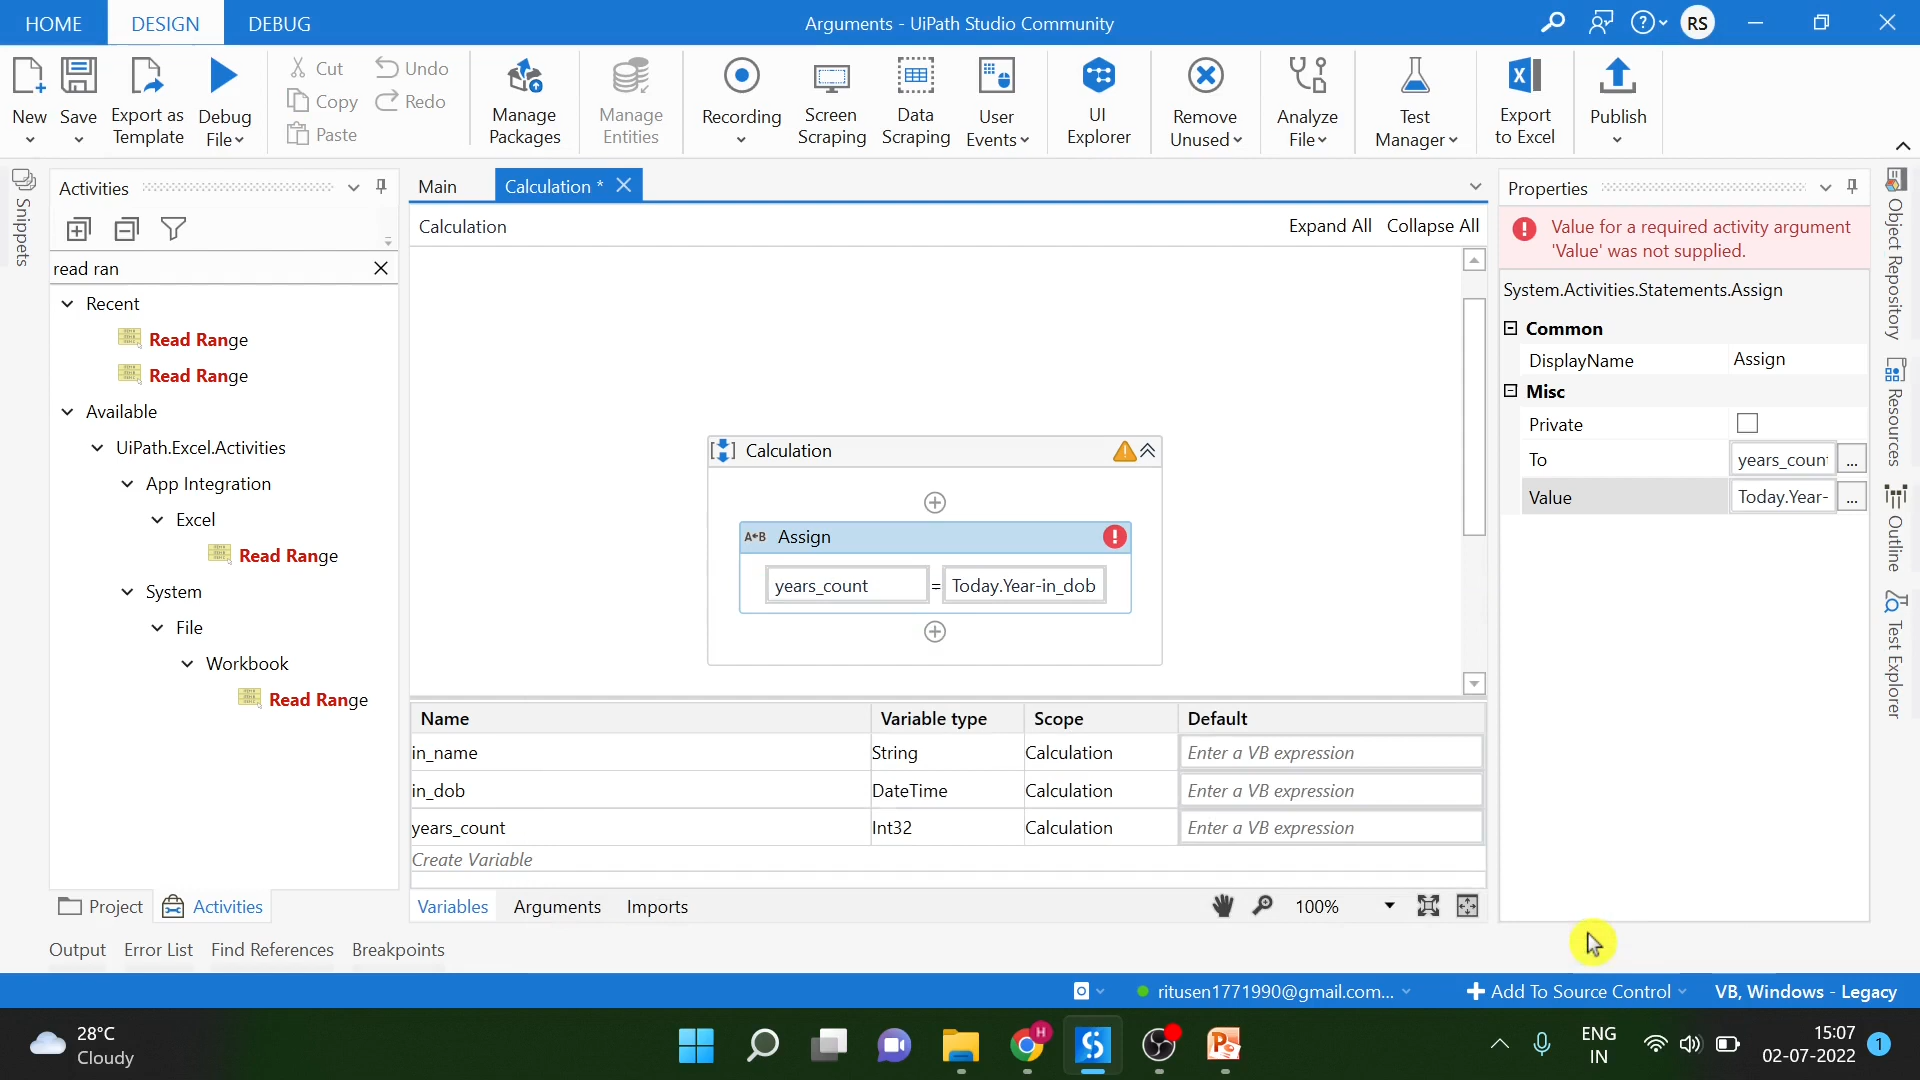 HOME
DESIGN
DEBUG
Arguments - UiPath Studio Community
RS
New
Save
Export as
Template
Debug
File
Cut
Copy
Paste
Undo
Redo
Manage
Packages
Manage
Entities
Recording
Screen
Scraping
Data
Scraping
User
Events
UI
Explorer
Remove
Unused
Analyze
File
Test
Manager
Export
to Excel
Publish
Snippets
Activities
read ran
Recent
Read Range
Read Range
Available
UiPath.Excel.Activities
App Integration
Excel
Read Range
System
File
Workbook
Read Range
Project
Activities
Main
Calculation *
Calculation
Expand All
Collapse All
Calculation
A B
Assign
years_count
=
Today.Year-in_dob
Name
Variable type
Scope
Default
in_name
String
Calculation
Enter a VB expression
in_dob
DateTime
Calculation
Enter a VB expression
years_count
Int32
Calculation
Enter a VB expression
Create Variable
Variables
Arguments
Imports
100%
Properties
Value for a required activity argument
'Value' was not supplied.
System.Activities.Statements.Assign
Common
DisplayName
Assign
Misc
Private
To
years_count
...
Value
Today.Year-
...
Object Repository
Resources
Outline
Test Explorer
Output
Error List
Find References
Breakpoints
ritusen1771990@gmail.com...
Add To Source Control
VB, Windows - Legacy
28°C
Cloudy
H
ENG
IN
15:07
02-07-2022
1